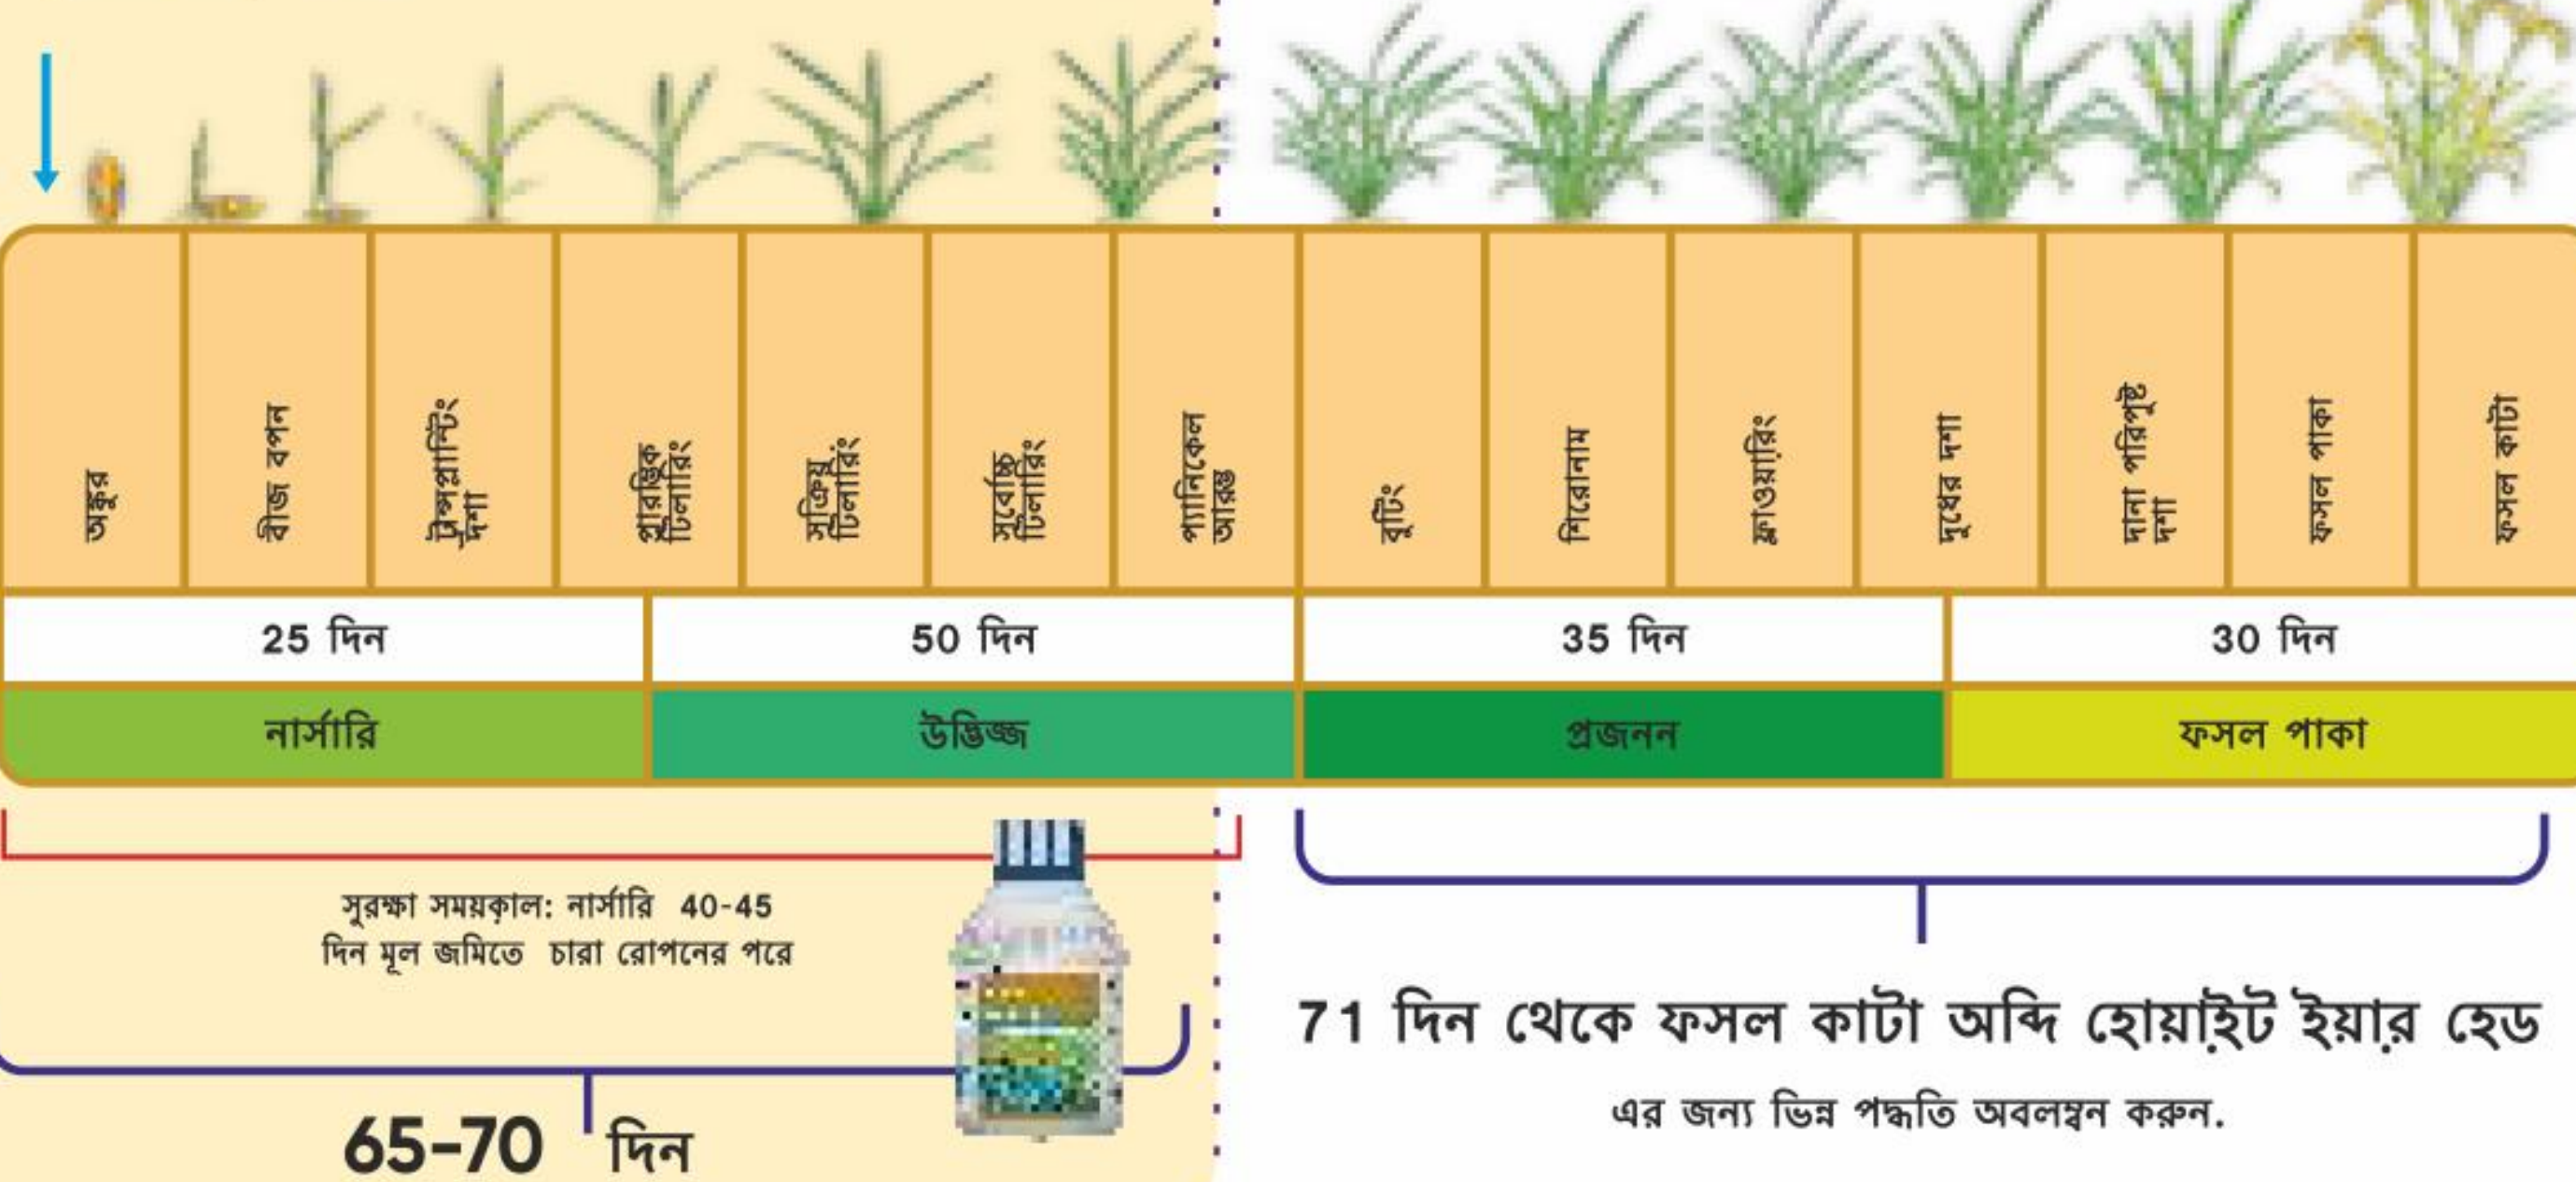 অঙ্কুর
বীজ বপন
ট্রান্সপ্লান্টিং
দশা
প্রারম্ভিক
টিলারিং
সক্রিয়
টিলারিং
সর্বোচ্চ
টিলারিং
প্যানিকেল
আরম্ভ
বুটিং
শিরোনাম
ফ্লাওয়ারিং
দুধের দশা
দানা পরিপুষ্ট
দশা
ফসল পাকা
ফসল কাটা
25 দিন
50 দিন
35 দিন
30 দিন
নার্সারি
উদ্ভিজ্জ
প্রজনন
ফসল পাকা
সুরক্ষা সময়কাল: নার্সারি 40-45
দিন মূল জমিতে চারা রোপনের পরে
65-70 দিন
71 দিন থেকে ফসল কাটা অব্দি হোয়াইট ইয়ার হেড
এর জন্য ভিন্ন পদ্ধতি অবলম্বন করুন.